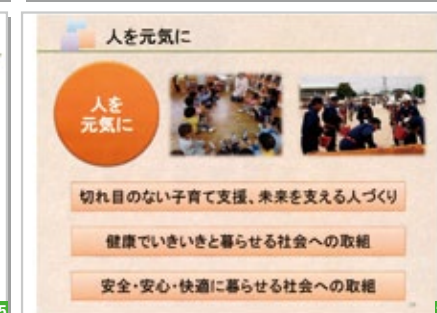 人を元気に
人を
元気に
切れ目のない子育て支援、未来を支える人づくり
健康でいきいきと暮らせる社会への取組
安全・安心・快適に暮らせる社会への取組